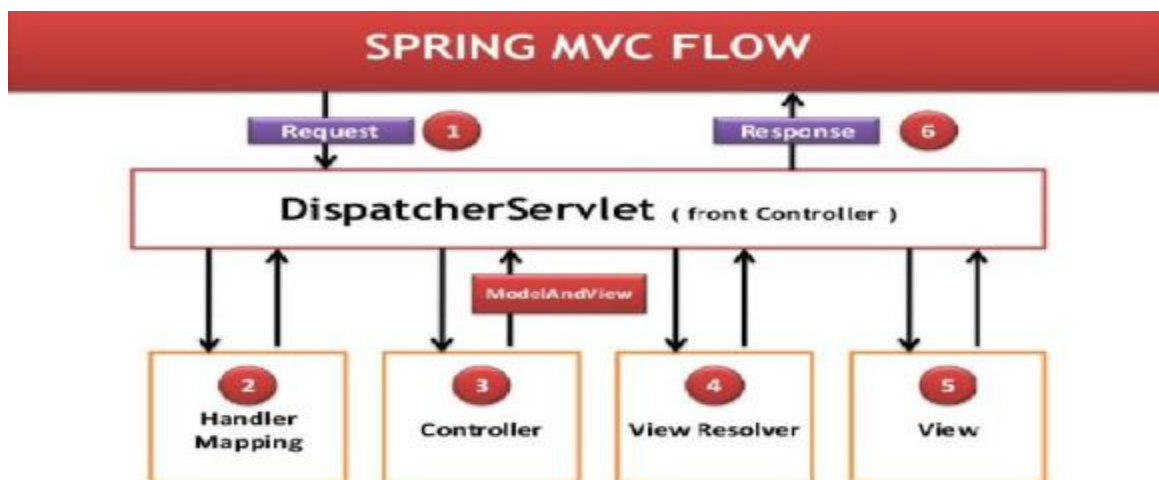 SPRING MVC FLOW
Request 1
Response 6
DispatcherServlet ( front Controller )
ModelAndView
2
Handler
Mapping
3
Controller
4
View Resolver
5
View